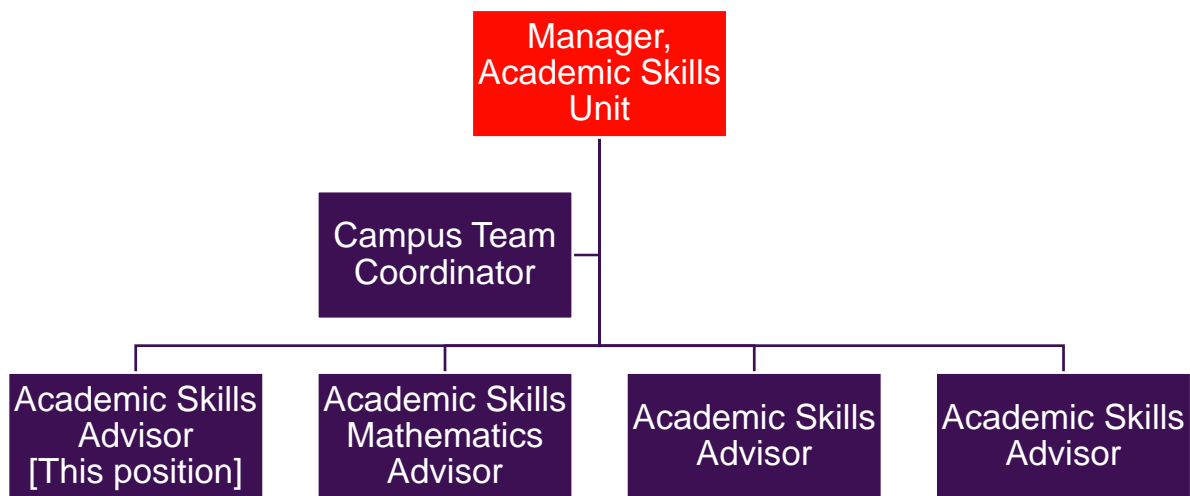 Manager,
Academic Skills
Unit
Campus Team
Coordinator
Academic Skills
Advisor
[This position]
Academic Skills
Mathematics
Advisor
Academic Skills
Advisor
Academic Skills
Advisor